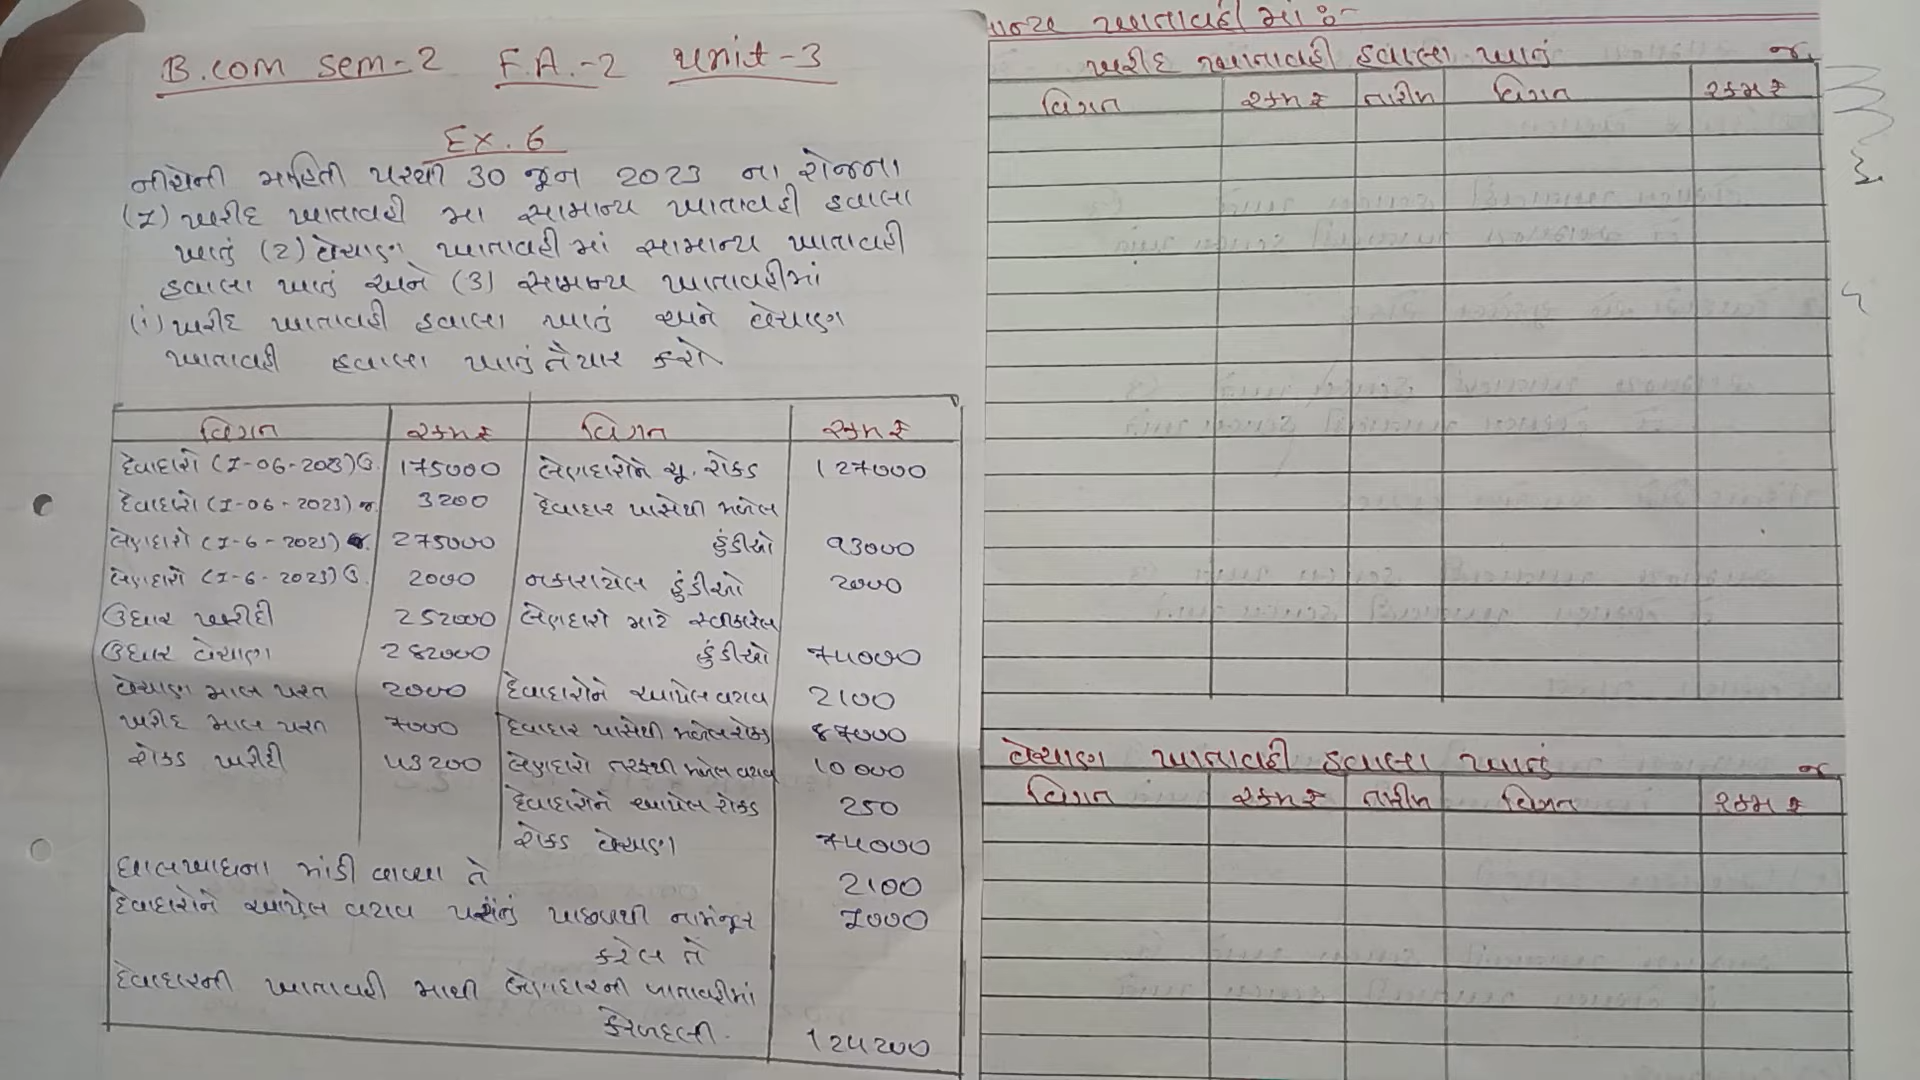 B.com sem-2 F.A.-2 unit-3
Ex. 6
નીચેની માહિતી પરથી 30 જૂન 2023 ના રોજના
(1) ખરીદ ખાતાવહી મા સામાન્ય ખાતાવહી હવાલા
ખાતું (2) વેચાણ ખાતાવહીમાં સામાન્ય ખાતાવહી
હવાલા ખાતું અને (3) સામાન્ય ખાતાવહીમાં
(i) ખરીદ ખાતાવહી હવાલા ખાતું અને વેચાણ
ખાતાવહી હવાલા ખાતું તૈયાર કરો
વિગત રકમ ₹ વિગત રકમ ₹
દેવાદારો (1-06-2023) ઉ. 175000 લેણદારોને ચૂ. રોકડ 127000
દેવાદારો (1-06-2023) જ. 3200 દેવાદાર પાસેથી મળેલ
લેણદારો (1-6-2023) જ. 275000 હુંડીઓ 93000
લેણદારો (1-6-2023) ઉ. 2000 નકારાયેલ હુંડીઓ 2000
ઉધાર ખરીદી 252000 લેણદારો માટે સ્વીકારેલ
ઉધાર વેચાણ 282000 હુંડીઓ 75000
વેચાણ માલ પરત 2000 દેવાદારોને આપેલ વટાવ 2100
ખરીદ માલ પરત 7000 દેવાદાર પાસેથી મળેલ રોકડ 87000
રોકડ ખરીદી 53200 લેણદારો તરફથી મળેલ વટાવ 10000
દેવાદારોને આપેલ રોકડ 250
રોકડ વેચાણ 75000
ઘાલખાધના માંડી વાળ્યા તે 2100
દેવાદારોને આપેલ વટાવ પરંતું પાછળથી નામંજૂર 1000
કરેલ તે
દેવાદારની ખાતાવહી માથી લેણદારની ખાતાવહીમાં
ફેરબદલી. 125200
ખાતાવહી માં :-
ખરીદ ખાતાવહી હવાલા ખાતું જ.
વિગત રકમ ₹ તારીખ વિગત રકમ ₹
વેચાણ ખાતાવહી હવાલા ખાતું જ.
વિગત રકમ ₹ તારીખ વિગત રકમ ₹